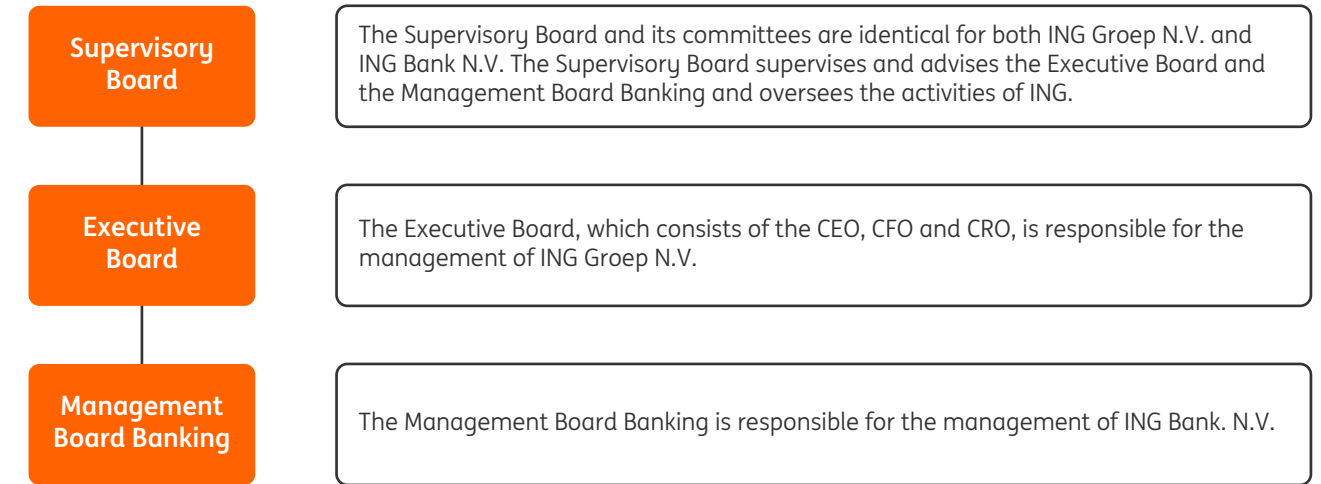 Supervisory
Board
The Supervisory Board and its committees are identical for both ING Groep N.V. and
ING Bank N.V. The Supervisory Board supervises and advises the Executive Board and
the Management Board Banking and oversees the activities of ING.
Executive
Board
The Executive Board, which consists of the CEO, CFO and CRO, is responsible for the
management of ING Groep N.V.
Management
Board Banking
The Management Board Banking is responsible for the management of ING Bank. N.V.